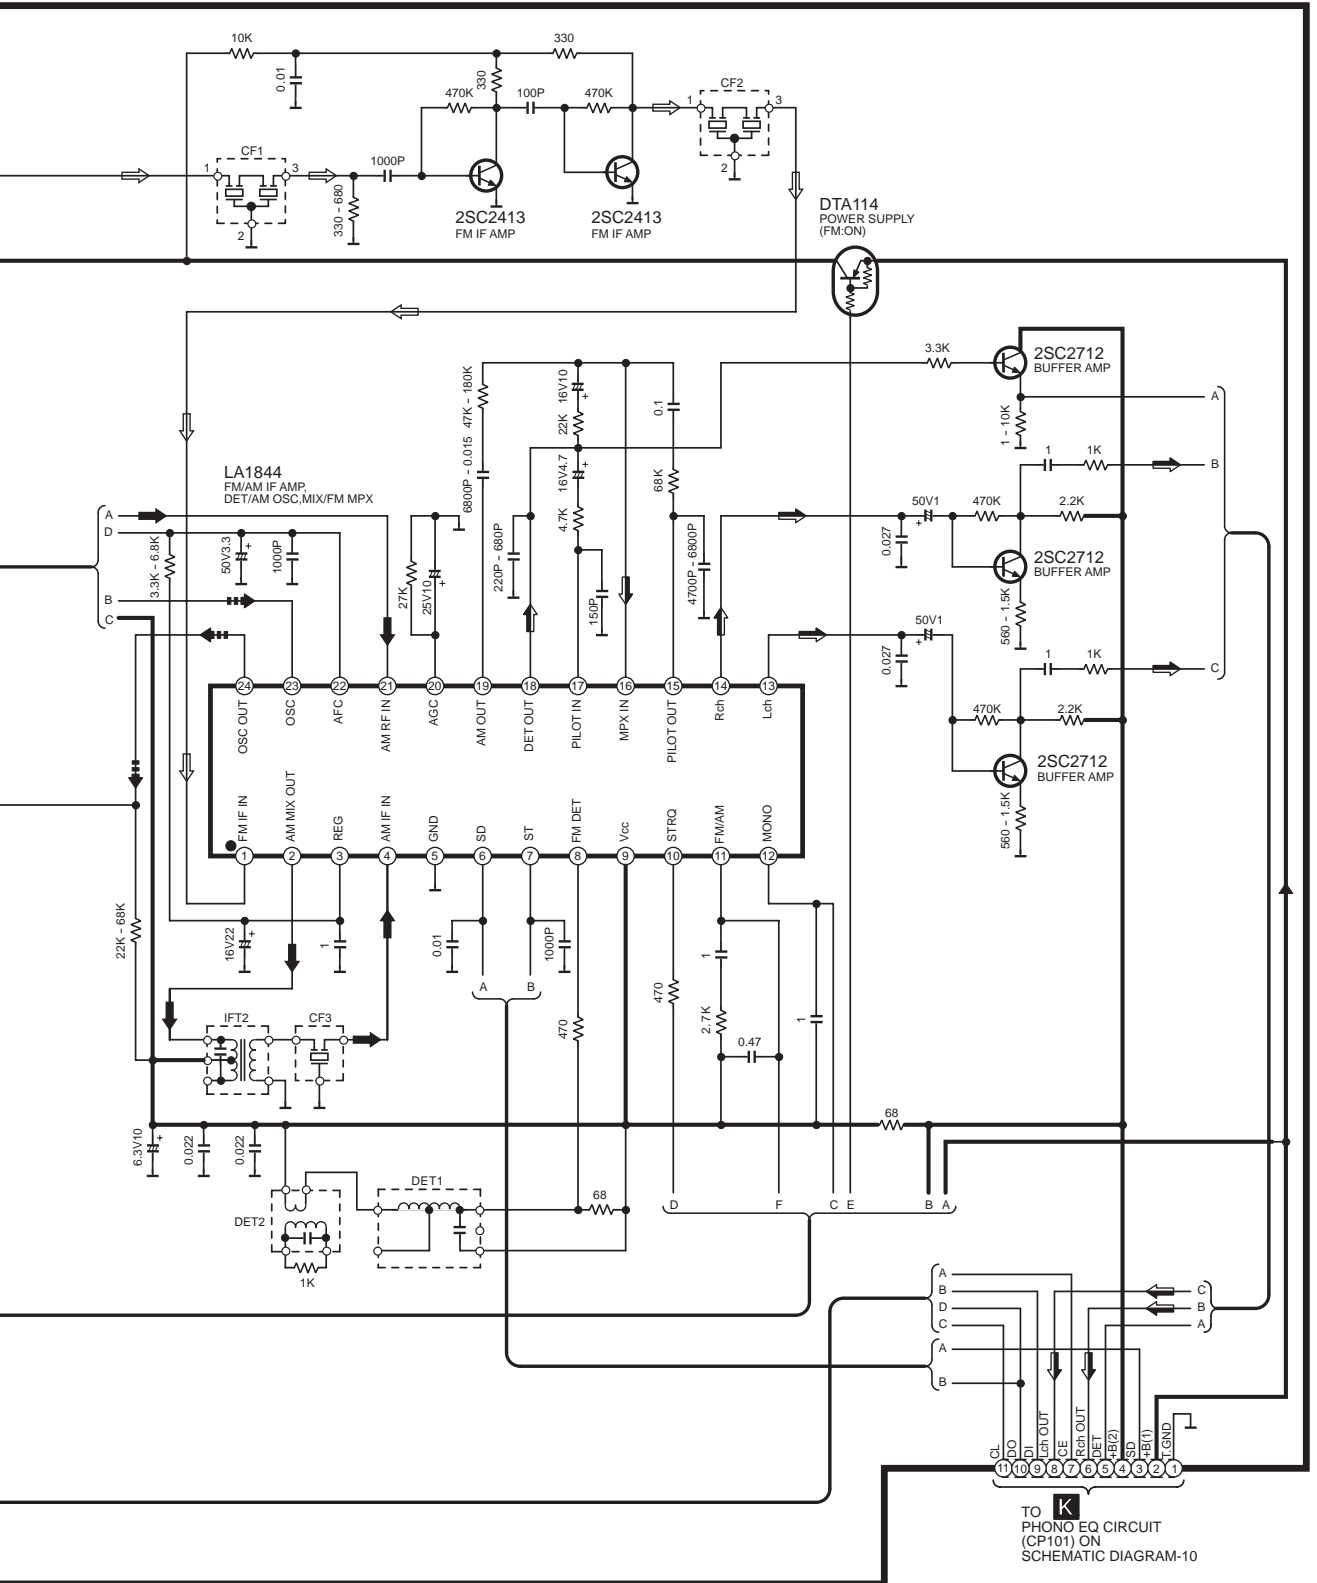 10K
330
0.01
330
470K
100P
470K
CF2
1
3
2
CF1
1
3
2
1000P
330 - 680
2SC2413
FM IF AMP
2SC2413
FM IF AMP
DTA114
POWER SUPPLY
(FM:ON)
3.3K
2SC2712
BUFFER AMP
1 - 10K
A
1
1K
B
47K - 180K
6800P - 0.015
16V10
+
22K
0.1
16V4.7
+
4.7K
68K
LA1844
FM/AM IF AMP,
DET/AM OSC,MIX/FM MPX
A
D
B
C
3.3K - 6.8K
50V3.3
+
1000P
27K
25V10
+
220P - 680P
150P
4700P - 6800P
50V1
+
0.027
470K
2.2K
2SC2712
BUFFER AMP
560 - 1.5K
50V1
+
0.027
1
1K
C
470K
2.2K
2SC2712
BUFFER AMP
560 - 1.5K
24 23 22 21 20 19 18 17 16 15 14 13
OSC OUT
OSC
AFC
AM RF IN
AGC
AM OUT
DET OUT
PILOT IN
MPX IN
PILOT OUT
Rch
Lch
FM IF IN
AM MIX OUT
REG
AM IF IN
GND
SD
ST
FM DET
Vcc
STRQ
FM/AM
MONO
1 2 3 4 5 6 7 8 9 10 11 12
22K - 68K
16V22
+
1
0.01
1000P
A
B
470
470
1
2.7K
0.47
1
IFT2
CF3
6.3V10
+
0.022
0.022
68
DET2
1K
DET1
68
D
F
C
E
B
A
A
B
D
C
A
B
C
B
A
CL
DO
DI
Lch OUT
CE
Rch OUT
DET
+B(2)
SD
+B(1)
T.GND
11 10 9 8 7 6 5 4 3 2 1
TO K
PHONO EQ CIRCUIT
(CP101) ON
SCHEMATIC DIAGRAM-10